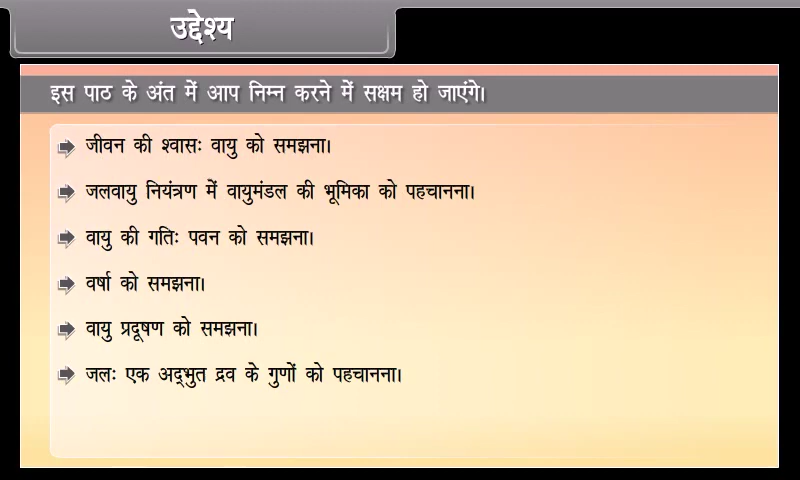 उद्देश्य
इस पाठ के अंत में आप निम्न करने में सक्षम हो जाएंगे।
जीवन की श्वासः वायु को समझना।
जलवायु नियंत्रण में वायुमंडल की भूमिका को पहचानना।
वायु की गतिः पवन को समझना।
वर्षा को समझना।
वायु प्रदूषण को समझना।
जलः एक अद्भुत द्रव के गुणों को पहचानना।